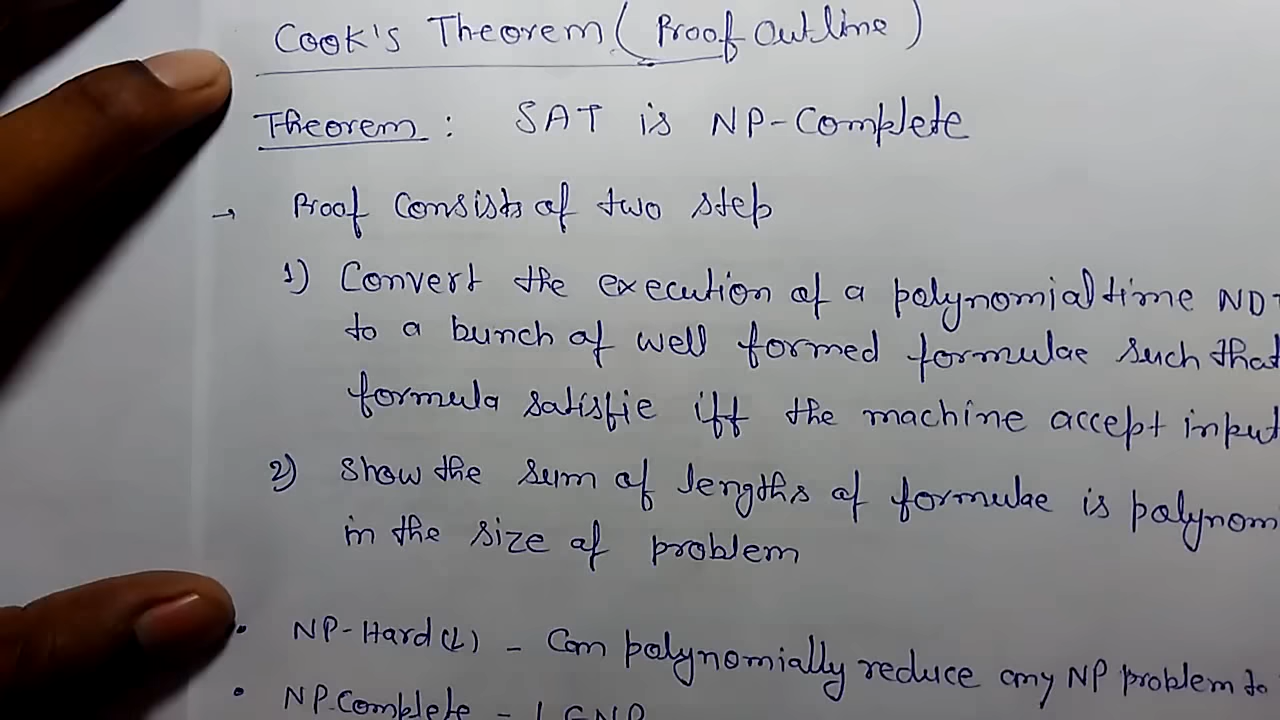 Cook's Theorem (Proof Outline)
Theorem : SAT is NP-Complete
→ Proof Consists of two step
1) Convert the execution of a polynomial time ND
to a bunch of well formed formulae such that
formula satisfie iff the machine accept input
2) Show the sum of lengths of formulae is polynom
in the size of problem
• NP-Hard(L) - Can polynomially reduce any NP problem to
• NP-Complete - L ∈ NP